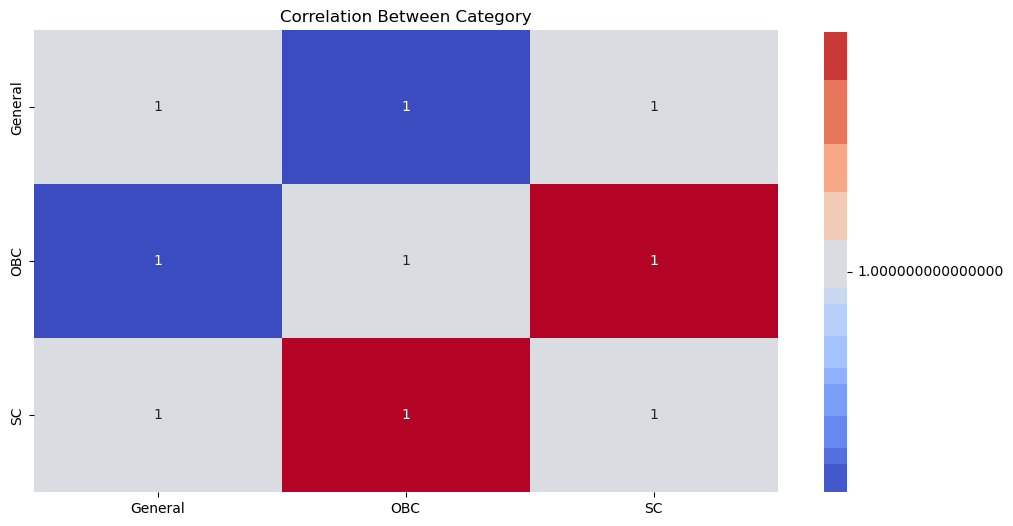 Correlation Between Category
General
1
1
1
OBC
1
1
1
1.000000000000000
SC
1
1
1
General
OBC
SC